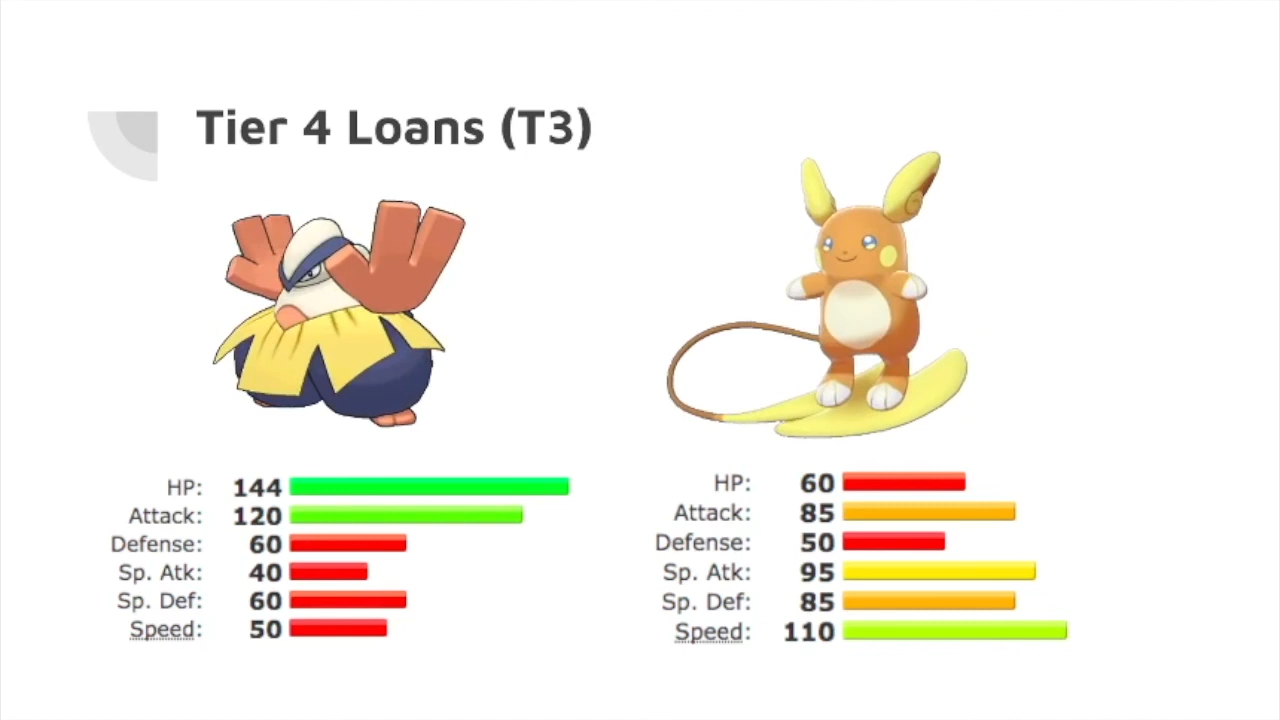 Tier 4 Loans (T3)
HP: 144
Attack: 120
Defense: 60
Sp. Atk: 40
Sp. Def: 60
Speed: 50
HP: 60
Attack: 85
Defense: 50
Sp. Atk: 95
Sp. Def: 85
Speed: 110